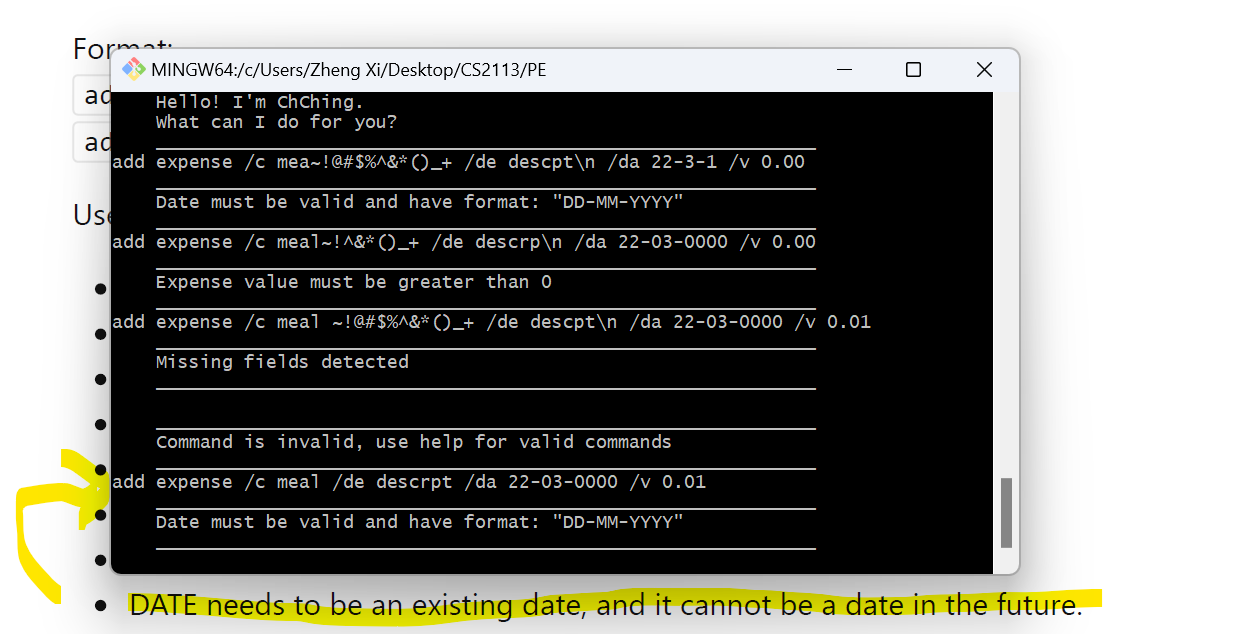 Format:
MINGW64:/c/Users/Zheng Xi/Desktop/CS2113/PE
ad
Hello! I'm ChChing.
What can I do for you?
ad
add expense /c mea~!@#$%^&*()_+ /de descpt\n /da 22-3-1 /v 0.00
Date must be valid and have format: "DD-MM-YYYY"
Use
add expense /c meal~!^&*()_+ /de descrp\n /da 22-03-0000 /v 0.00
Expense value must be greater than 0
add expense /c meal ~!@#$%^&*()_+ /de descpt\n /da 22-03-0000 /v 0.01
Missing fields detected
Command is invalid, use help for valid commands
add expense /c meal /de descrpt /da 22-03-0000 /v 0.01
Date must be valid and have format: "DD-MM-YYYY"
DATE needs to be an existing date, and it cannot be a date in the future.